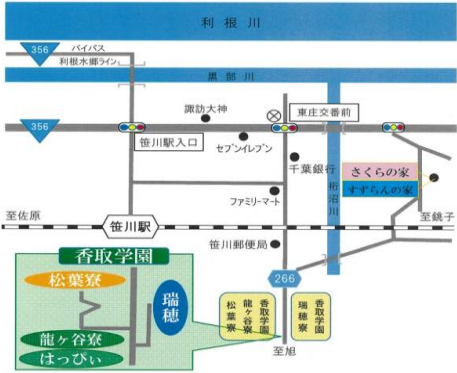 利根川
356
バイパス
利根水郷ライン
黒部川
諏訪大神
東庄交番前
356
笹川駅入口
セブンイレブン
千葉銀行
さくらの家
すずらんの家
桁沼川
ファミリーマート
至佐原
笹川駅
至銚子
笹川郵便局
香取学園
松葉寮
瑞穂
龍ヶ谷寮
はっぴぃ
266
香取学園
龍ヶ谷寮
松葉寮
香取学園
瑞穂寮
至旭